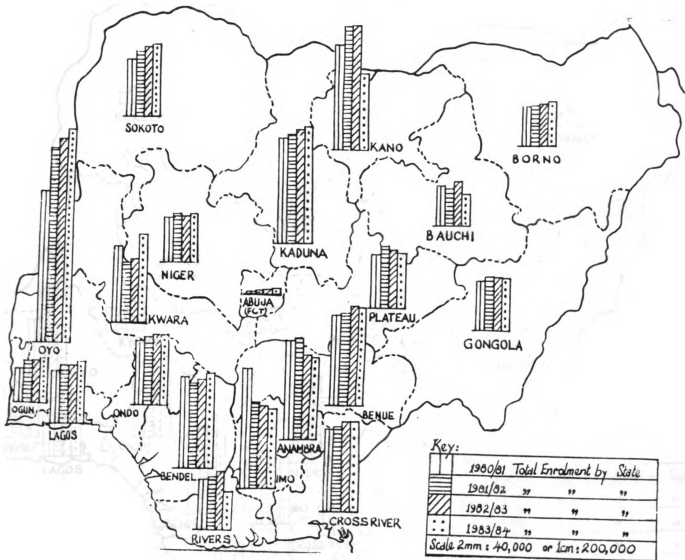 SOKOTO
KANO
BORNO
BAUCHI
KADUNA
NIGER
ABUJA
(FCT)
PLATEAU
KWARA
GONGOLA
OYO
OGUN
LAGOS
ONDO
BENUE
ANAMBRA
BENDEL
IMO
CROSS RIVER
RIVERS
Key:
1980/81 Total Enrolment by State
1981/82 " " "
1982/83 " " "
1983/84 " " "
Scale 2mm : 40,000 or 1cm : 200,000